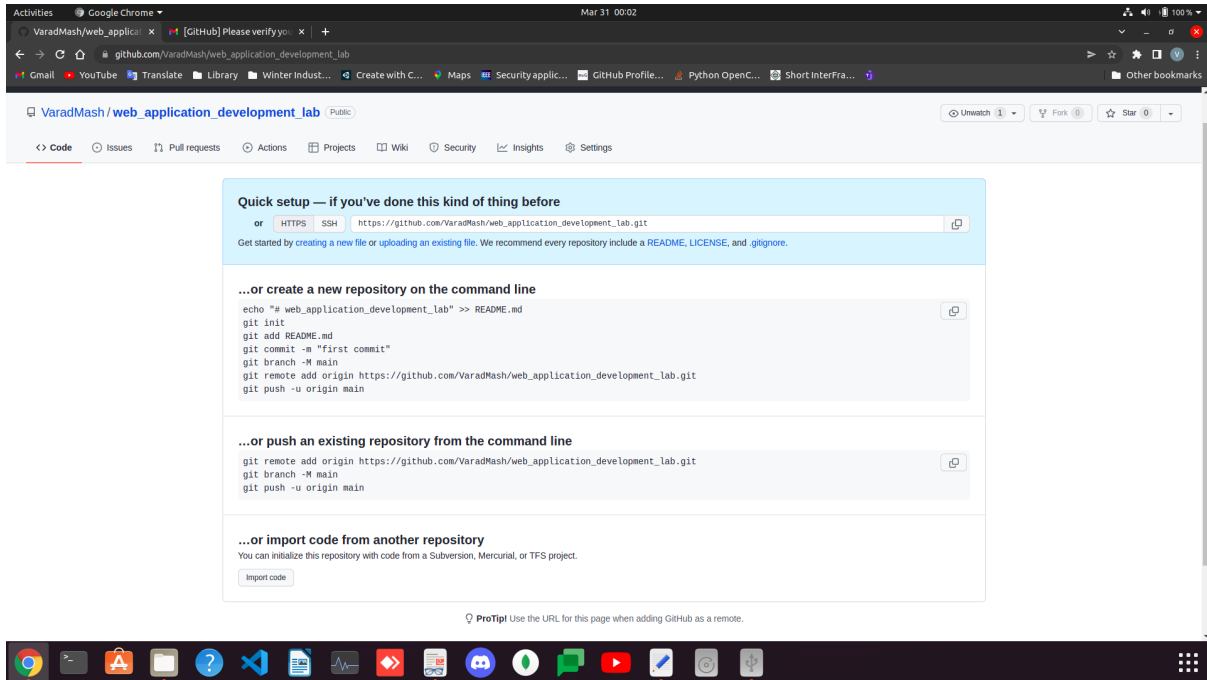 Activities Google Chrome Mar 31 00:02 100 %
VaradMash/web_applicat [GitHub] Please verify you
github.com/VaradMash/web_application_development_lab
Gmail YouTube Translate Library Winter Indust... Create with C... Maps Security applic... GitHub Profile... Python OpenC... Short InterFra... Other bookmarks
VaradMash / web_application_development_lab Public Unwatch 1 Fork 0 Star 0
<> Code Issues Pull requests Actions Projects Wiki Security Insights Settings
Quick setup — if you've done this kind of thing before
or HTTPS SSH https://github.com/VaradMash/web_application_development_lab.git
Get started by creating a new file or uploading an existing file. We recommend every repository include a README, LICENSE, and .gitignore.
…or create a new repository on the command line
echo "# web_application_development_lab" >> README.md
git init
git add README.md
git commit -m "first commit"
git branch -M main
git remote add origin https://github.com/VaradMash/web_application_development_lab.git
git push -u origin main
…or push an existing repository from the command line
git remote add origin https://github.com/VaradMash/web_application_development_lab.git
git branch -M main
git push -u origin main
…or import code from another repository
You can initialize this repository with code from a Subversion, Mercurial, or TFS project.
Import code
ProTip! Use the URL for this page when adding GitHub as a remote.